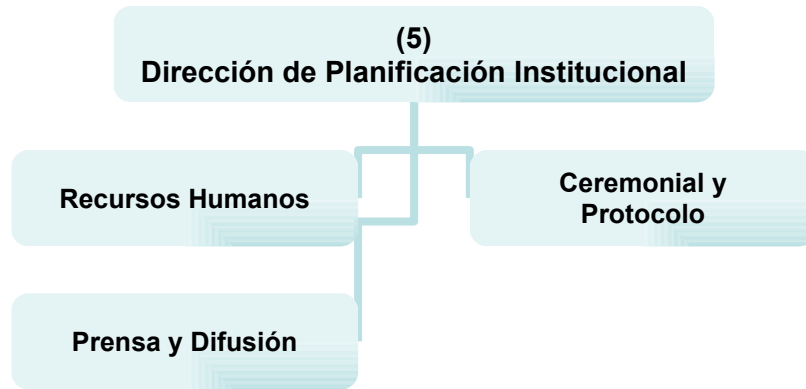 (5)
Dirección de Planificación Institucional
Recursos Humanos
Ceremonial y
Protocolo
Prensa y Difusión